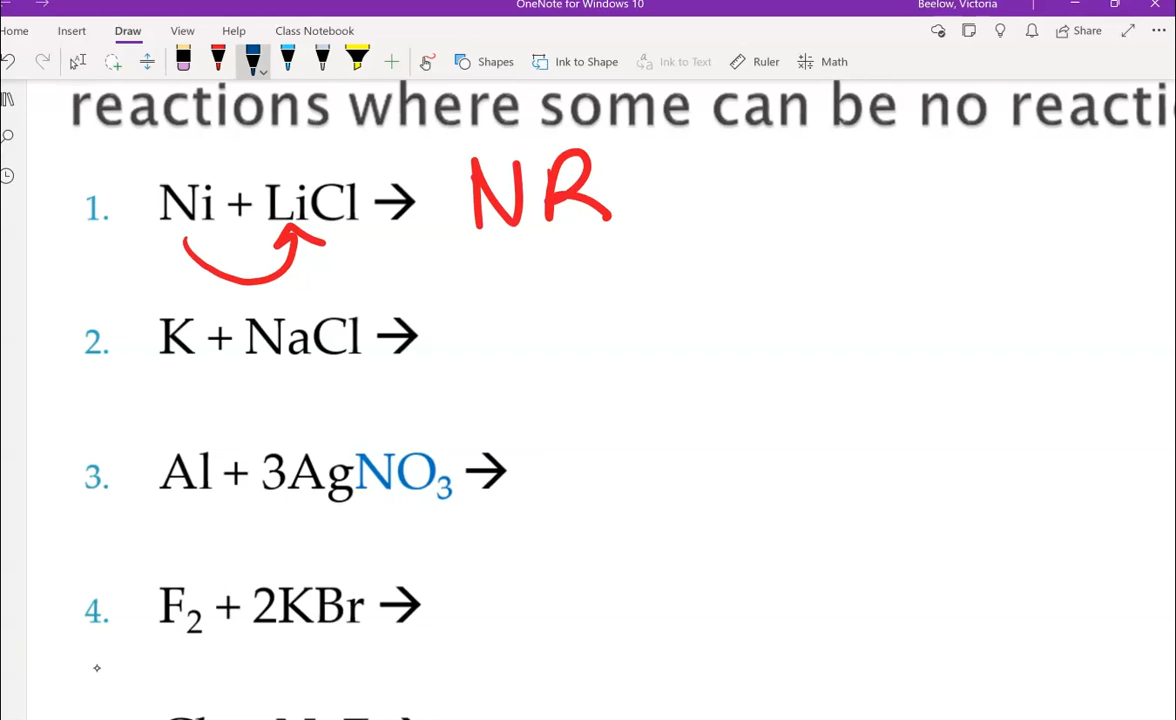 OneNote for Windows 10
Beelow, Victoria
Home Insert Draw View Help Class Notebook Share
Shapes Ink to Shape Ink to Text Ruler Math
reactions where some can be no reacti
1. Ni + LiCl → NR
2. K + NaCl →
3. Al + 3AgNO₃ →
4. F₂ + 2KBr →